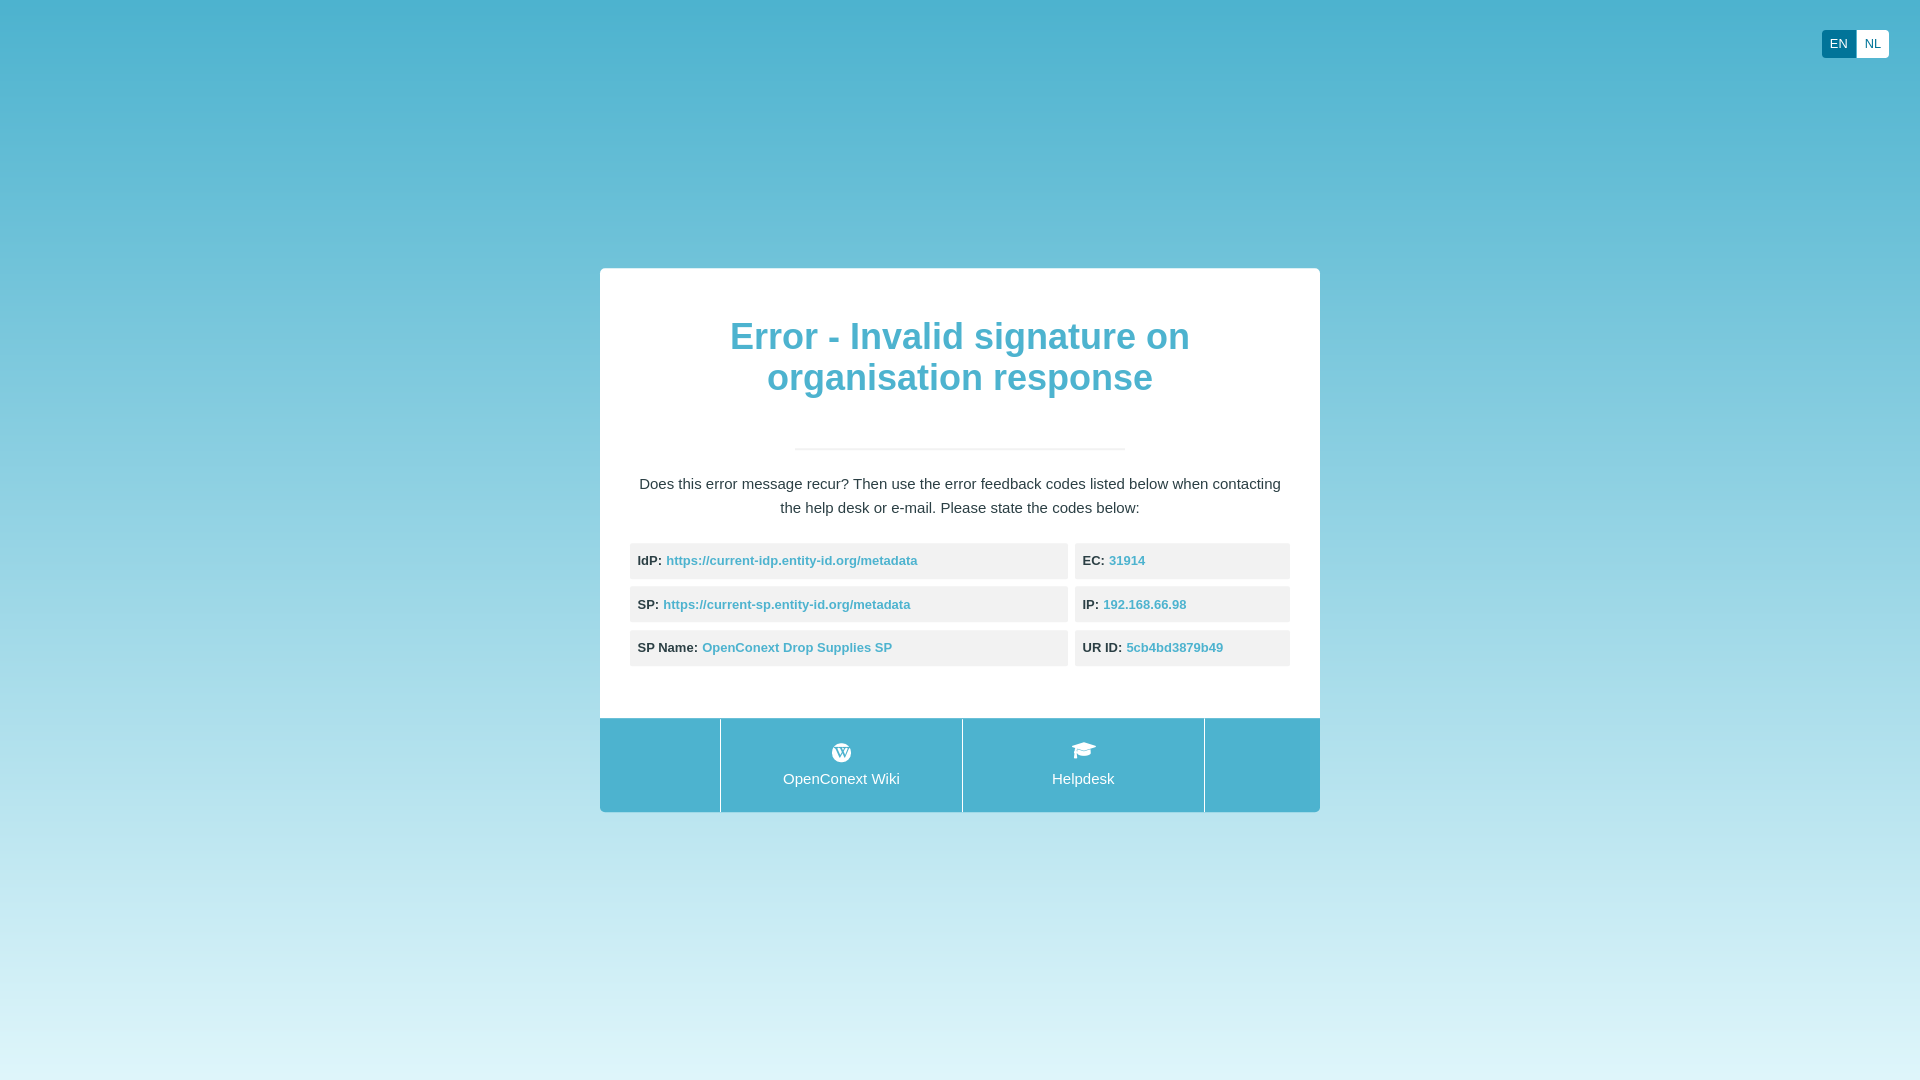 EN NL
Error - Invalid signature on
organisation response
Does this error message recur? Then use the error feedback codes listed below when contacting
the help desk or e-mail. Please state the codes below:
IdP: https://current-idp.entity-id.org/metadata
EC: 31914
SP: https://current-sp.entity-id.org/metadata
IP: 192.168.66.98
SP Name: OpenConext Drop Supplies SP
UR ID: 5cb4bd3879b49
OpenConext Wiki
Helpdesk